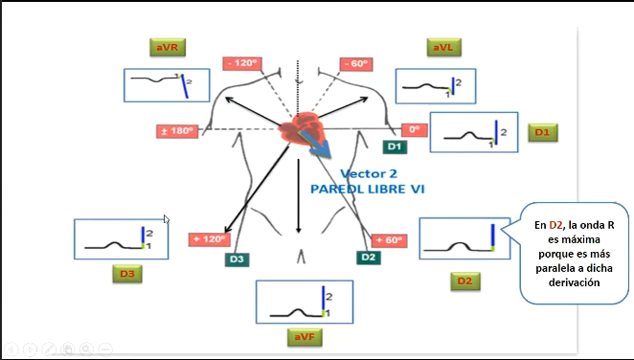 aVR
aVL
- 120º
- 60º
1 2
2
1
± 180º
0º
D1
2
1
D1
Vector 2
PAREDL LIBRE VI
+ 120º
+ 60º
D3
D2
2
1
D3
2
1
aVF
1
D2
En D2, la onda R
es máxima
porque es más
paralela a dicha
derivación